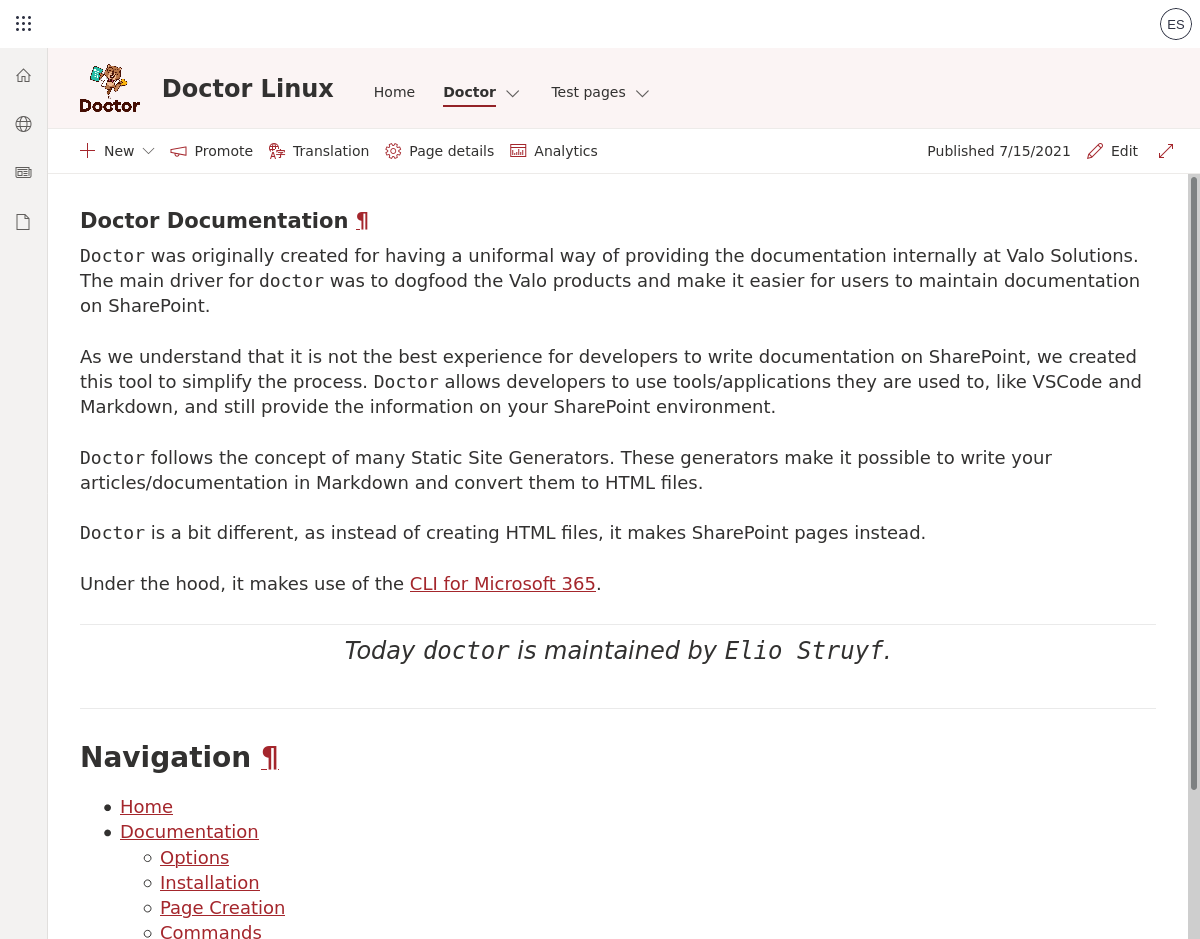 ES
Doctor
Doctor Linux
Home
Doctor
Test pages
New
Promote
Translation
Page details
Analytics
Published 7/15/2021
Edit
Doctor Documentation ¶
Doctor was originally created for having a uniformal way of providing the documentation internally at Valo Solutions.
The main driver for doctor was to dogfood the Valo products and make it easier for users to maintain documentation
on SharePoint.
As we understand that it is not the best experience for developers to write documentation on SharePoint, we created
this tool to simplify the process. Doctor allows developers to use tools/applications they are used to, like VSCode and
Markdown, and still provide the information on your SharePoint environment.
Doctor follows the concept of many Static Site Generators. These generators make it possible to write your
articles/documentation in Markdown and convert them to HTML files.
Doctor is a bit different, as instead of creating HTML files, it makes SharePoint pages instead.
Under the hood, it makes use of the CLI for Microsoft 365.
Today doctor is maintained by Elio Struyf.
Navigation ¶
Home
Documentation
Options
Installation
Page Creation
Commands